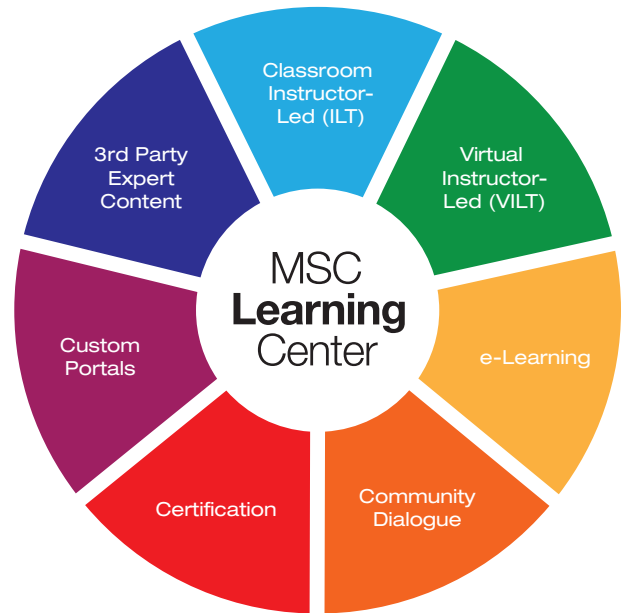 Classroom
Instructor-
Led (ILT)
Virtual
Instructor-
Led (VILT)
e-Learning
Community
Dialogue
Certification
Custom
Portals
3rd Party
Expert
Content
MSC
Learning
Center